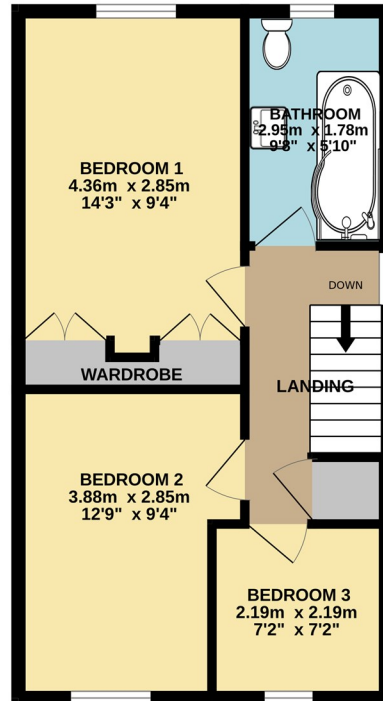 BATHROOM
2.95m x 1.78m
9'8" x 5'10"
BEDROOM 1
4.36m x 2.85m
14'3" x 9'4"
DOWN
WARDROBE
LANDING
BEDROOM 2
3.88m x 2.85m
12'9" x 9'4"
BEDROOM 3
2.19m x 2.19m
7'2" x 7'2"